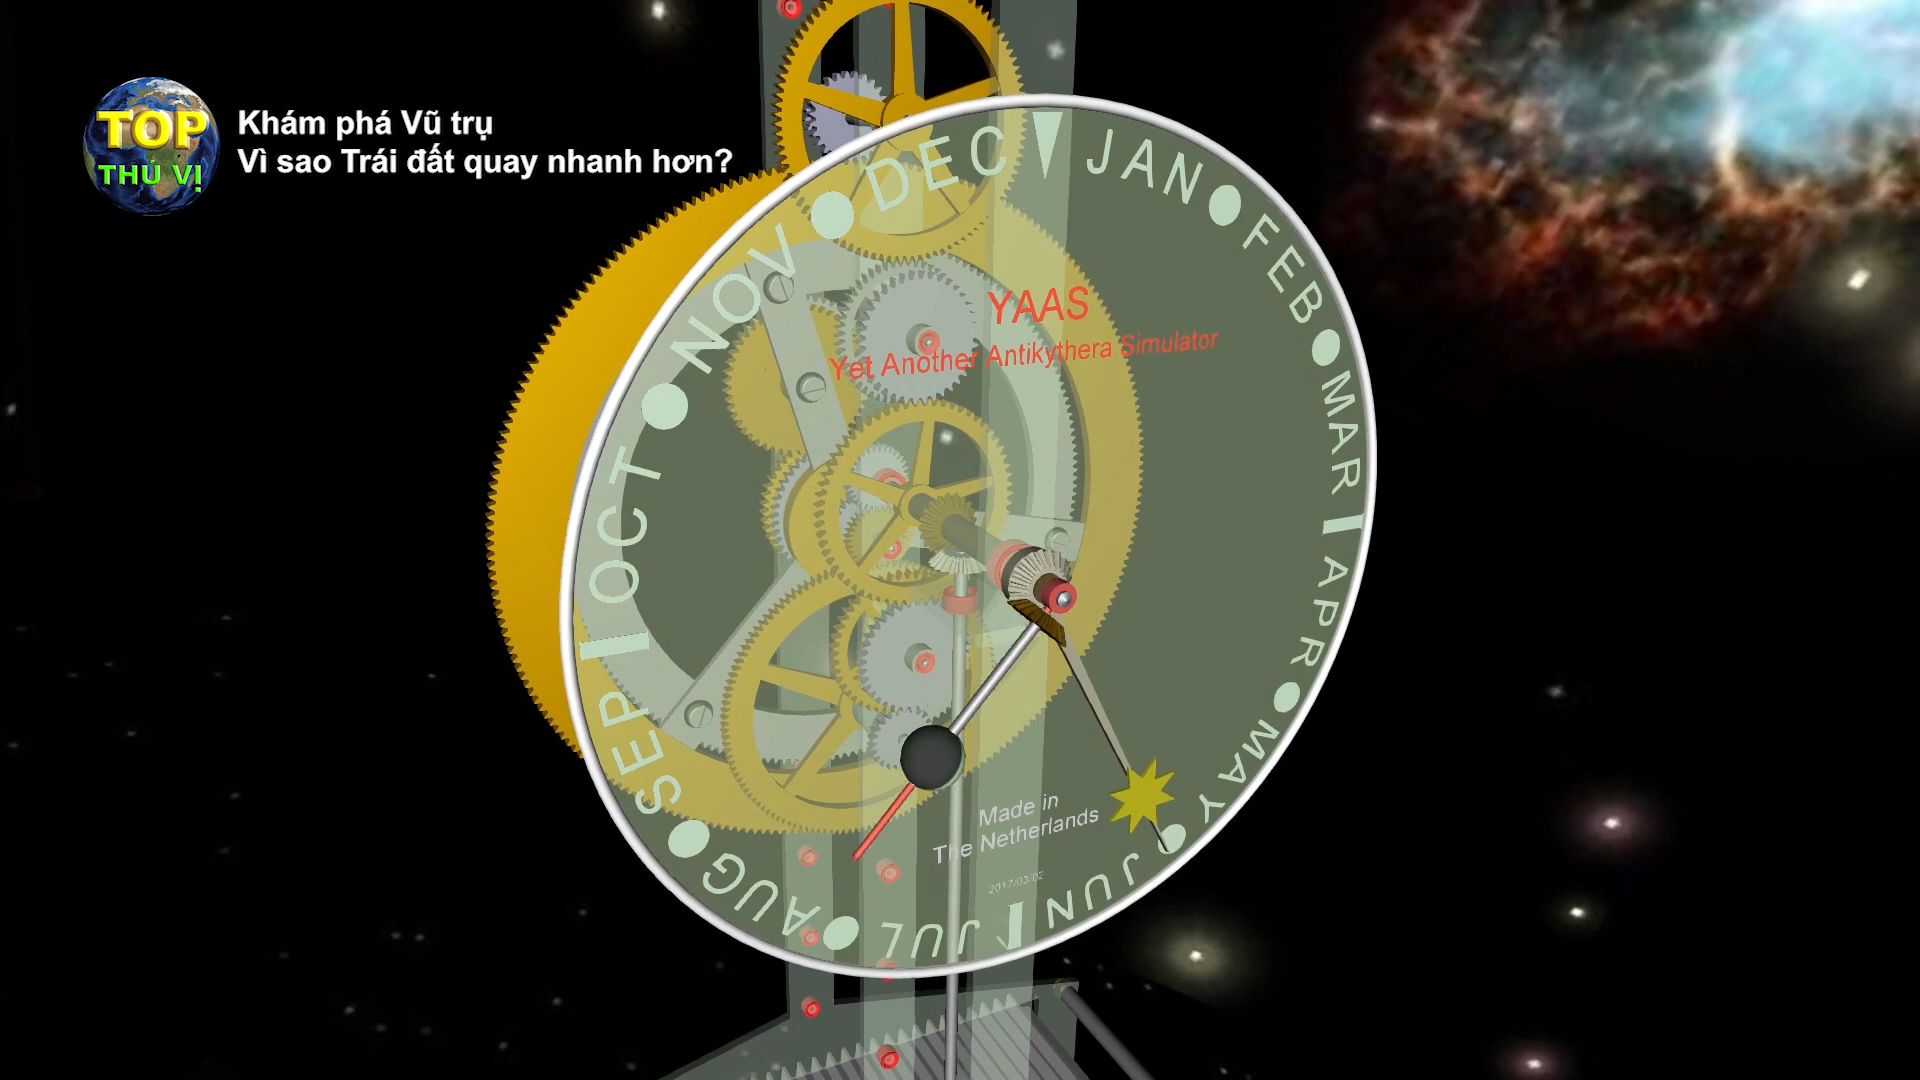 TOP
THÚ VỊ
Khám phá Vũ trụ
Vì sao Trái đất quay nhanh hơn?
JAN
FEB
MAR
APR
MAY
JUN
JUL
AUG
SEP
OCT
NOV
DEC
YAAS
Yet Another Antikythera Simulator
Made in
The Netherlands
2017/03/02